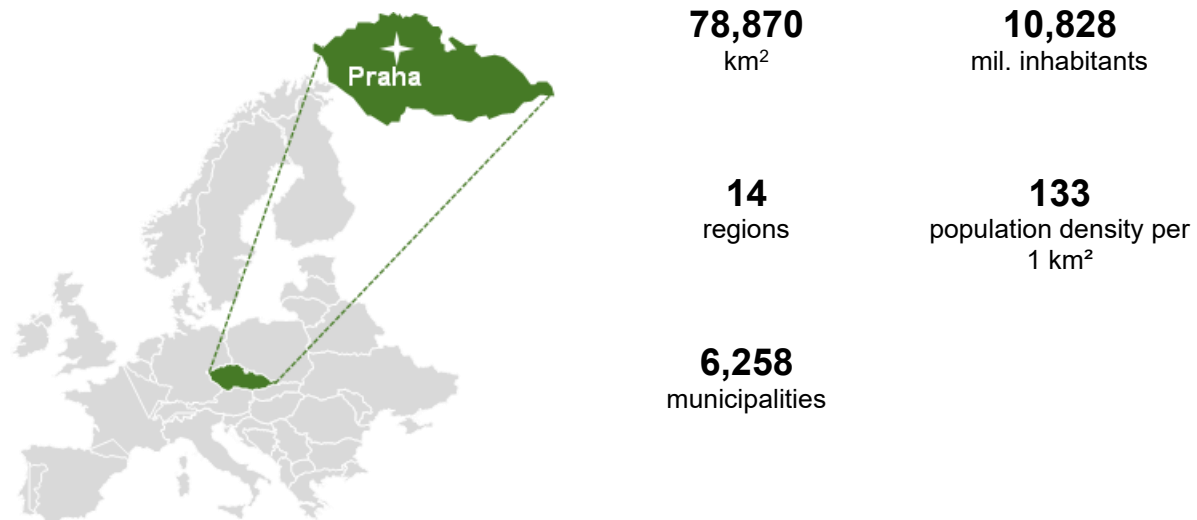 Praha
78,870
km²
10,828
mil. inhabitants
14
regions
133
population density per
1 km²
6,258
municipalities